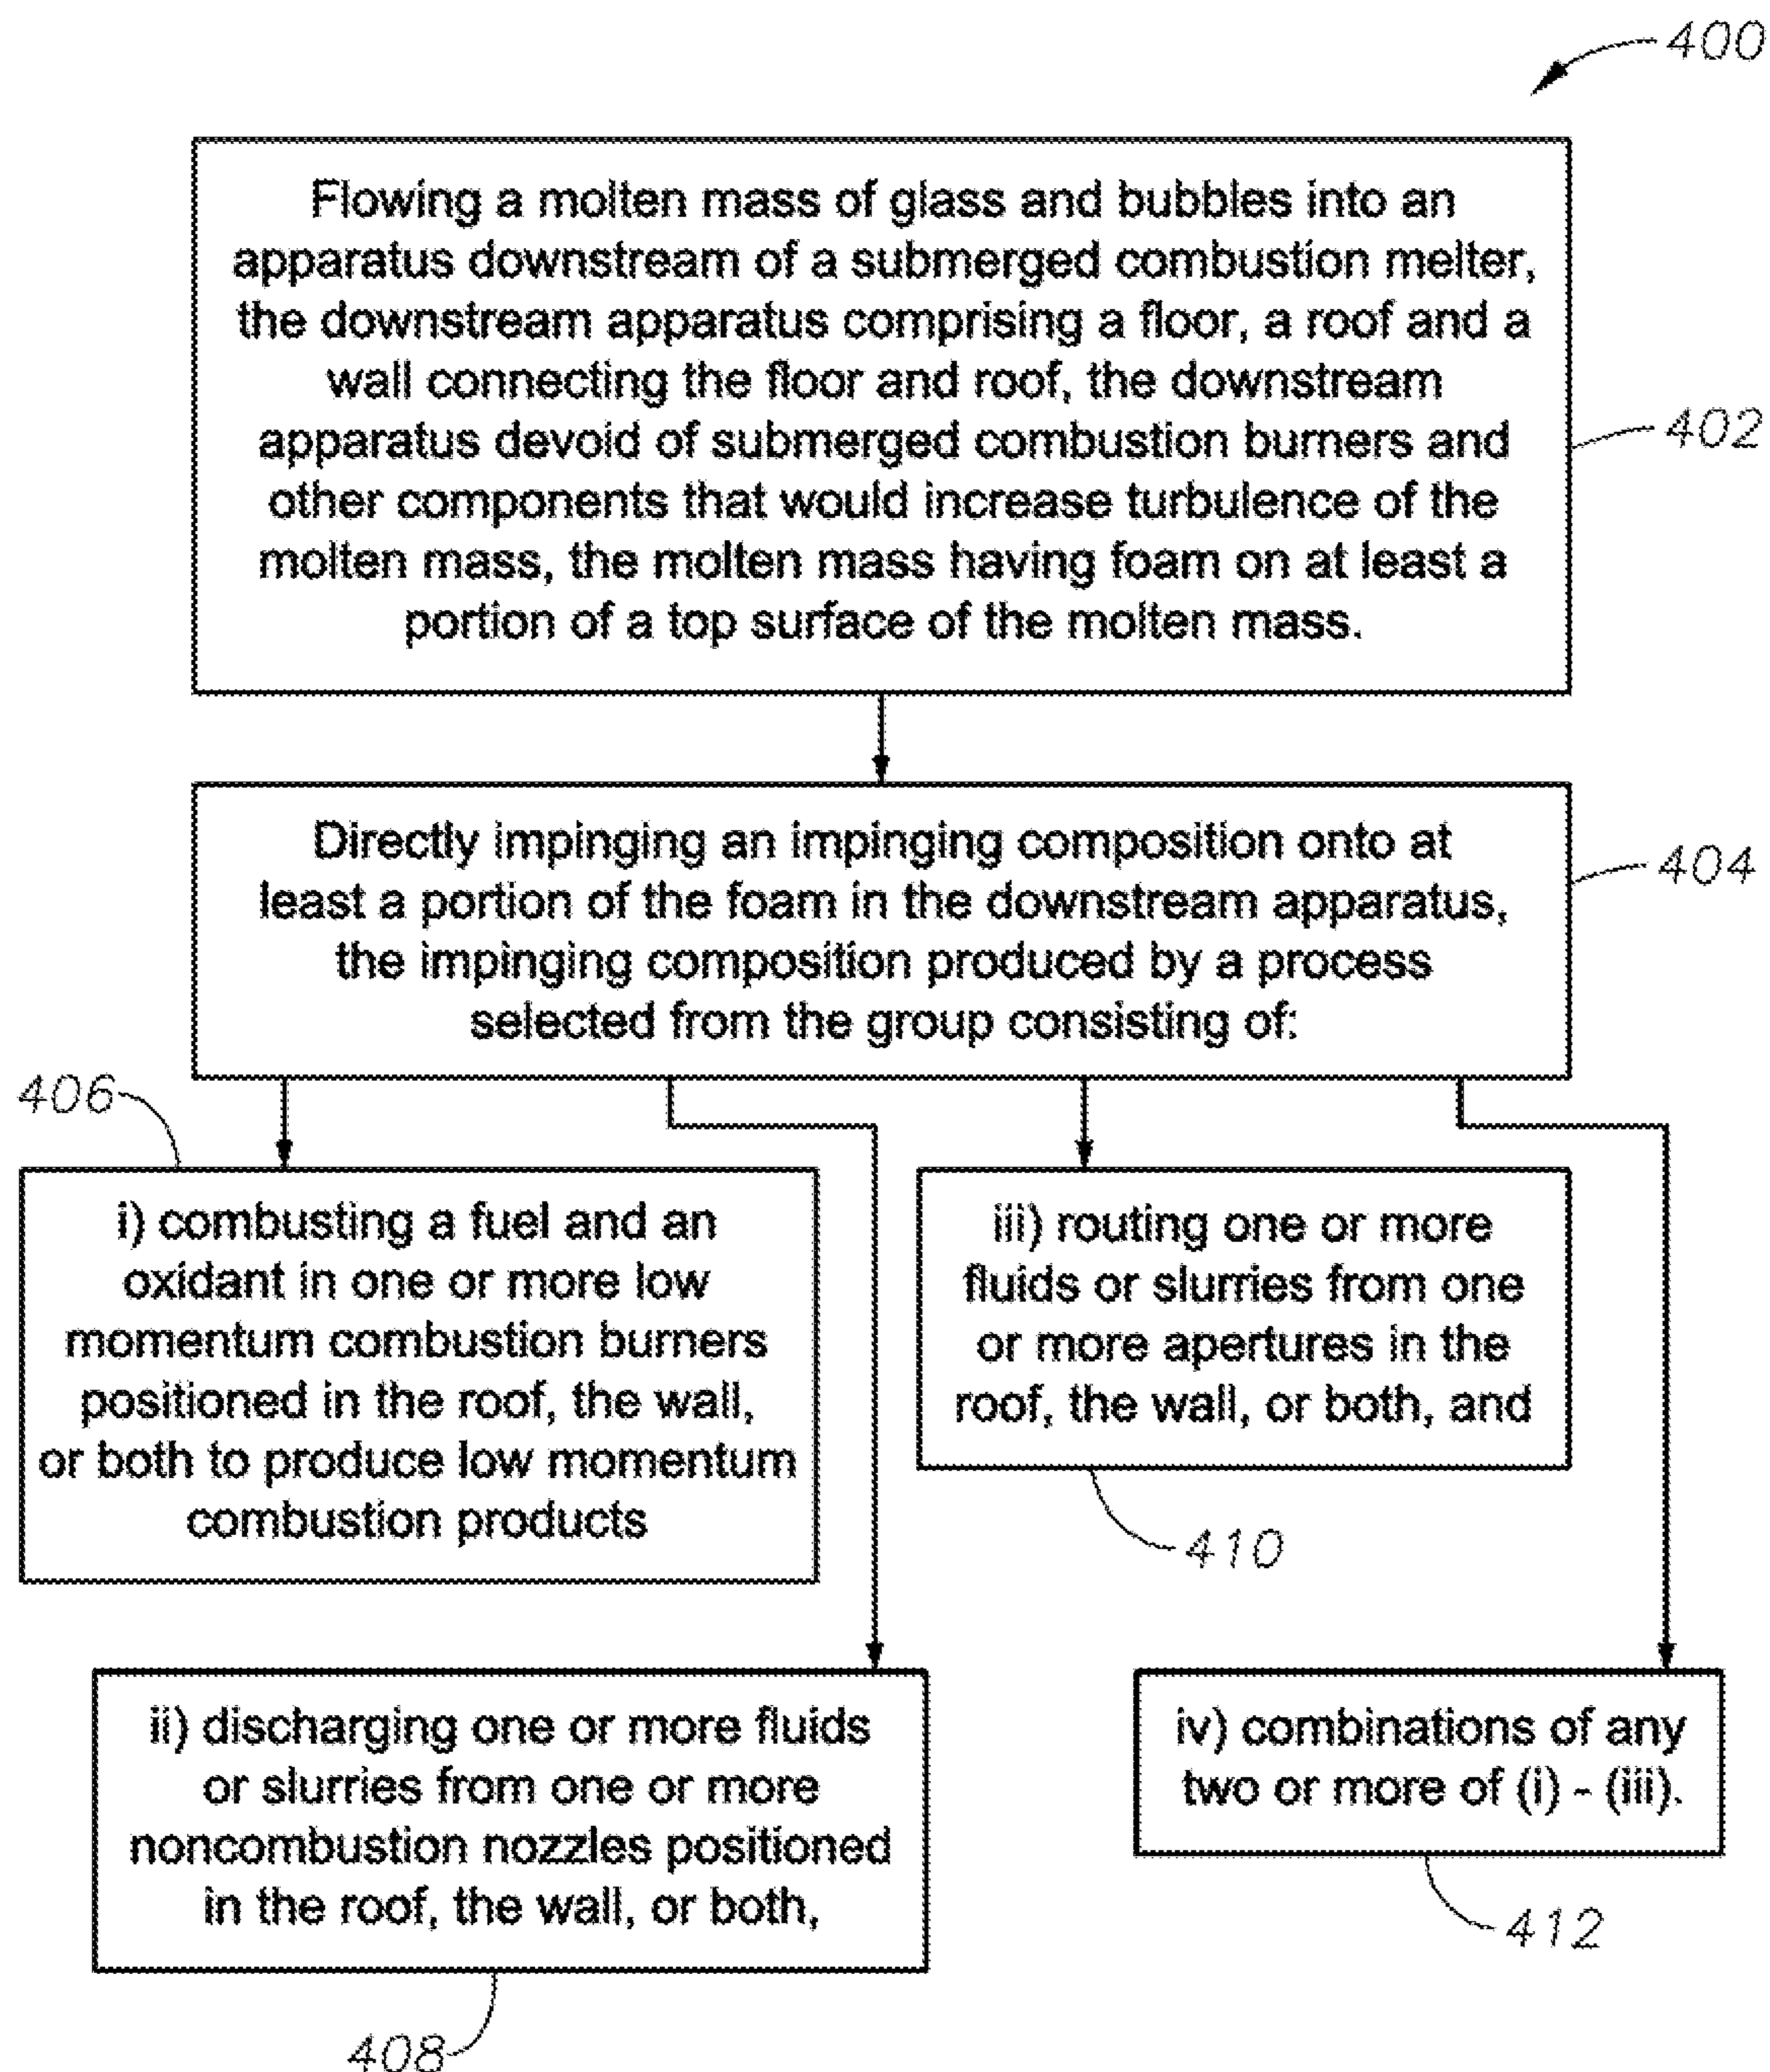 400
Flowing a molten mass of glass and bubbles into an
apparatus downstream of a submerged combustion melter,
the downstream apparatus comprising a floor, a roof and a
wall connecting the floor and roof, the downstream
apparatus devoid of submerged combustion burners and
other components that would increase turbulence of the
molten mass, the molten mass having foam on at least a
portion of a top surface of the molten mass.
402
Directly impinging an impinging composition onto at
least a portion of the foam in the downstream apparatus,
the impinging composition produced by a process
selected from the group consisting of:
404
406
i) combusting a fuel and an
oxidant in one or more low
momentum combustion burners
positioned in the roof, the wall,
or both to produce low momentum
combustion products
iii) routing one or more
fluids or slurries from one
or more apertures in the
roof, the wall, or both, and
410
ii) discharging one or more fluids
or slurries from one or more
noncombustion nozzles positioned
in the roof, the wall, or both,
408
iv) combinations of any
two or more of (i) - (iii).
412